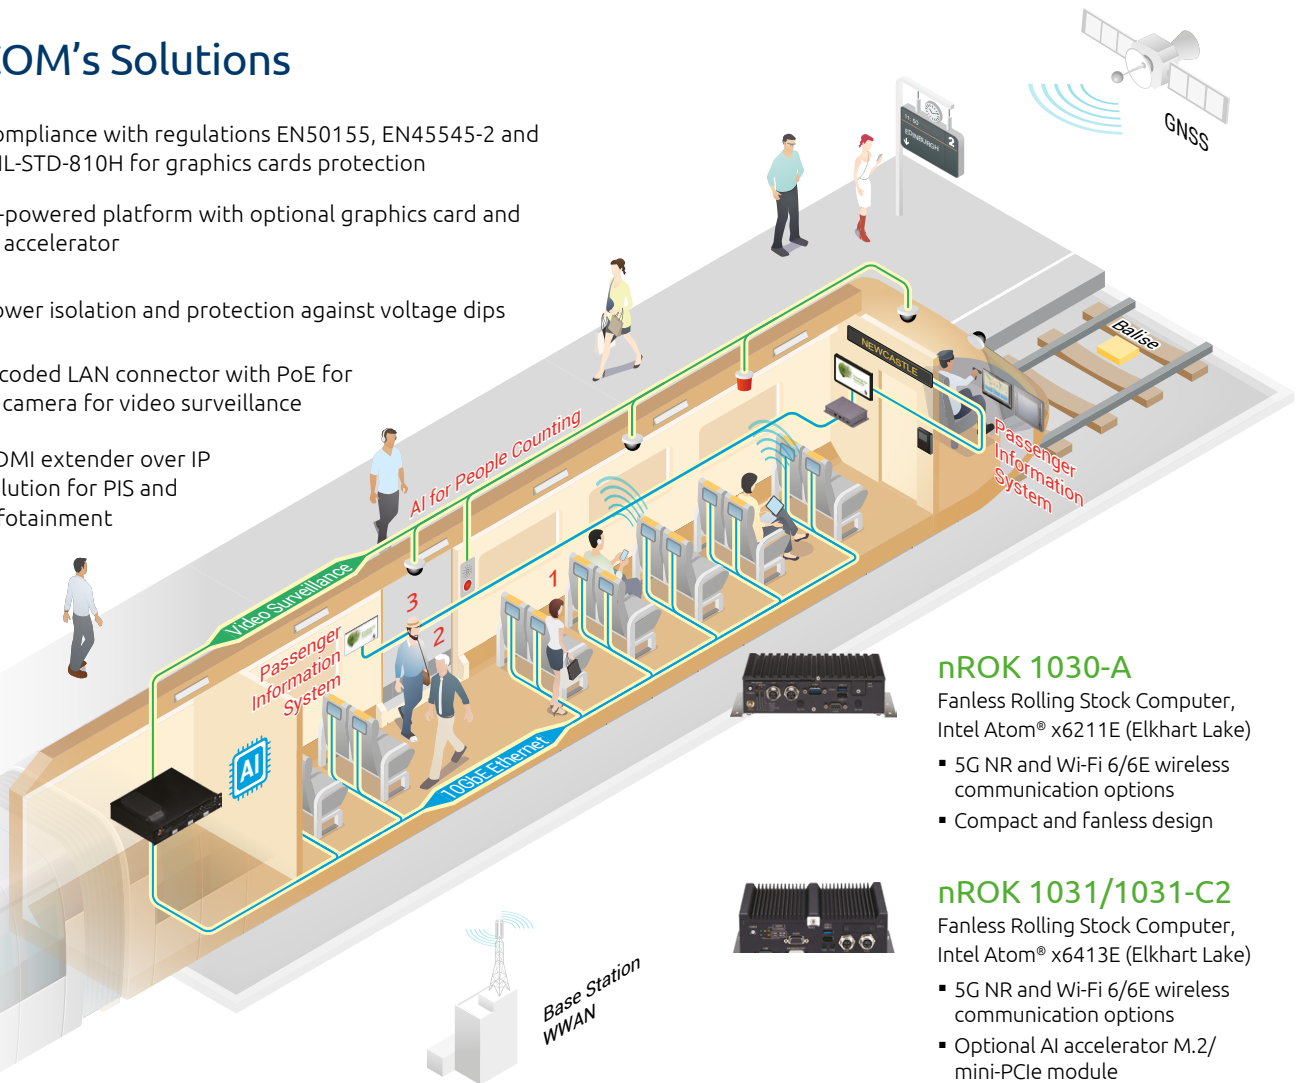 COM's Solutions
ompliance with regulations EN50155, EN45545-2 and
IL-STD-810H for graphics cards protection
-powered platform with optional graphics card and
accelerator
ower isolation and protection against voltage dips
coded LAN connector with PoE for
camera for video surveillance
DMI extender over IP
lution for PIS and
fotainment
GNSS
11 50
2
EDINBURGH
Balise
NEWCASTLE
Passenger
Information
System
AI for People Counting
Video Surveillance
1
3
2
Passenger
Information
System
AI
10GbE Ethernet
Base Station
WWAN
nROK 1030-A
Fanless Rolling Stock Computer,
Intel Atom® x6211E (Elkhart Lake)
▪ 5G NR and Wi-Fi 6/6E wireless
communication options
▪ Compact and fanless design
nROK 1031/1031-C2
Fanless Rolling Stock Computer,
Intel Atom® x6413E (Elkhart Lake)
▪ 5G NR and Wi-Fi 6/6E wireless
communication options
▪ Optional AI accelerator M.2/
mini-PCIe module